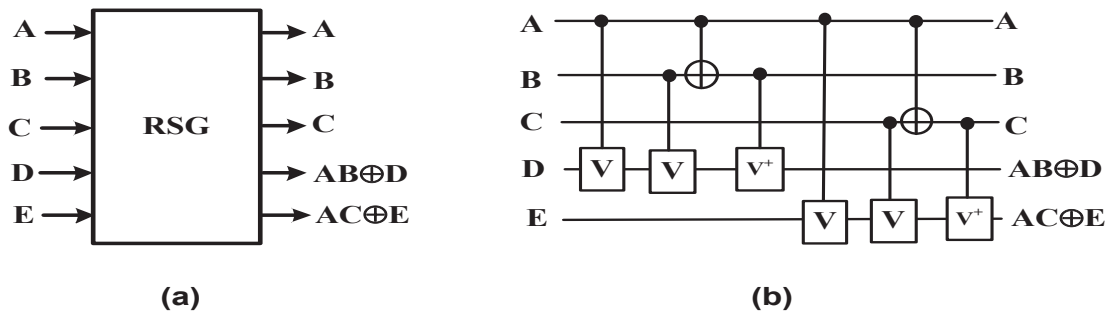 A A
B B
C RSG C
D AB⊕D
E AC⊕E
(a)
A A
B B
C C
D V V V⁺ AB⊕D
E V V V⁺ AC⊕E
(b)